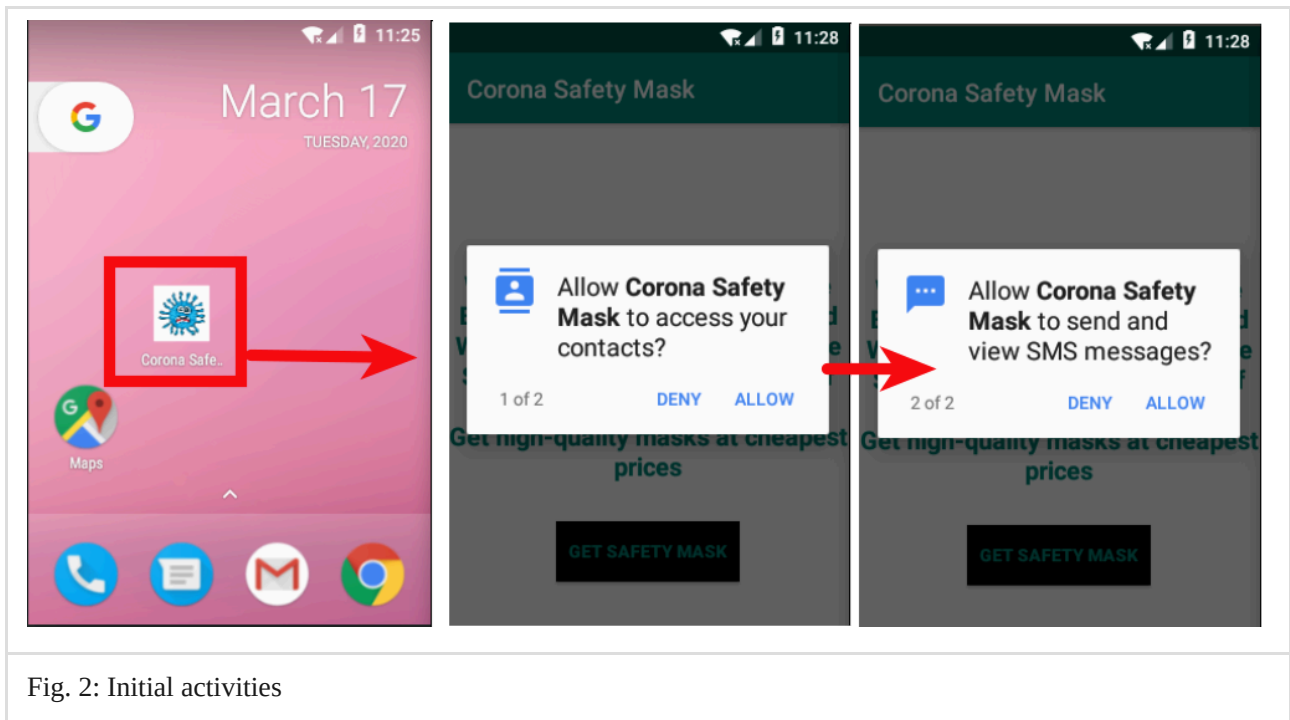 11:25
G
March 17
TUESDAY, 2020
Corona Safe..
G
Maps
11:28
Corona Safety Mask
Allow Corona Safety
Mask to access your
contacts?
1 of 2 DENY ALLOW
Get high-quality masks at cheapest
prices
GET SAFETY MASK
11:28
Corona Safety Mask
Allow Corona Safety
Mask to send and
view SMS messages?
2 of 2 DENY ALLOW
Get high-quality masks at cheapest
prices
GET SAFETY MASK
Fig. 2: Initial activities